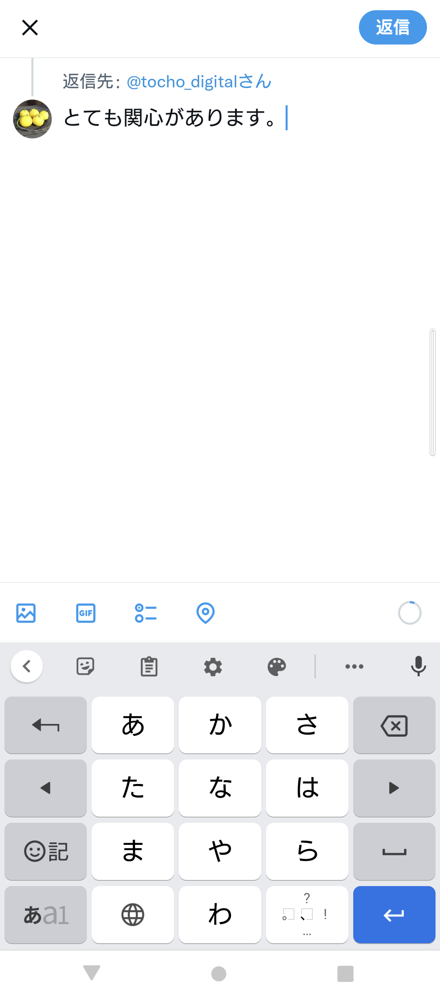 返信
返信先: @tocho_digitalさん
とても関心があります。
GIF
あ か さ
た な は
記 ま や ら
あa1 わ 。?、!…